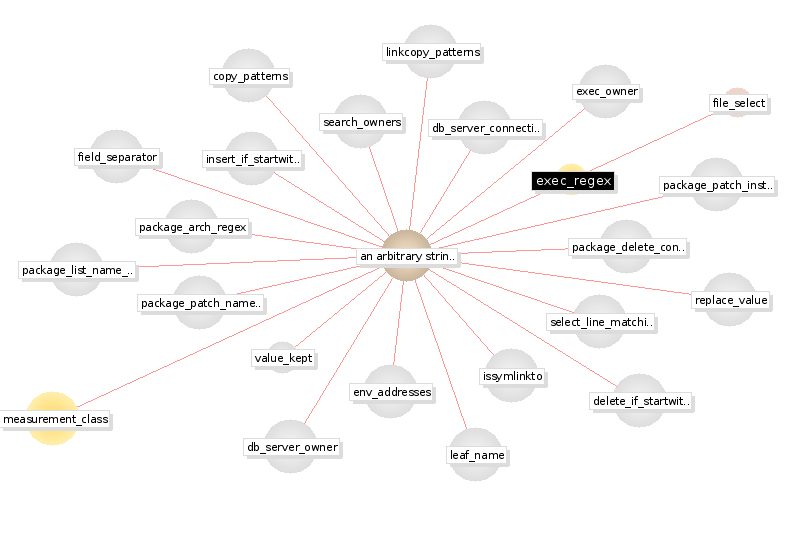 linkcopy_patterns
copy_patterns
exec_owner
file_select
search_owners
db_server_connecti..
field_separator
insert_if_startwit..
exec_regex
package_patch_inst..
package_arch_regex
package_delete_con..
an arbitrary strin..
package_list_name_..
package_patch_name..
replace_value
select_line_matchi..
value_kept
issymlinkto
env_addresses
delete_if_startwit..
measurement_class
db_server_owner
leaf_name